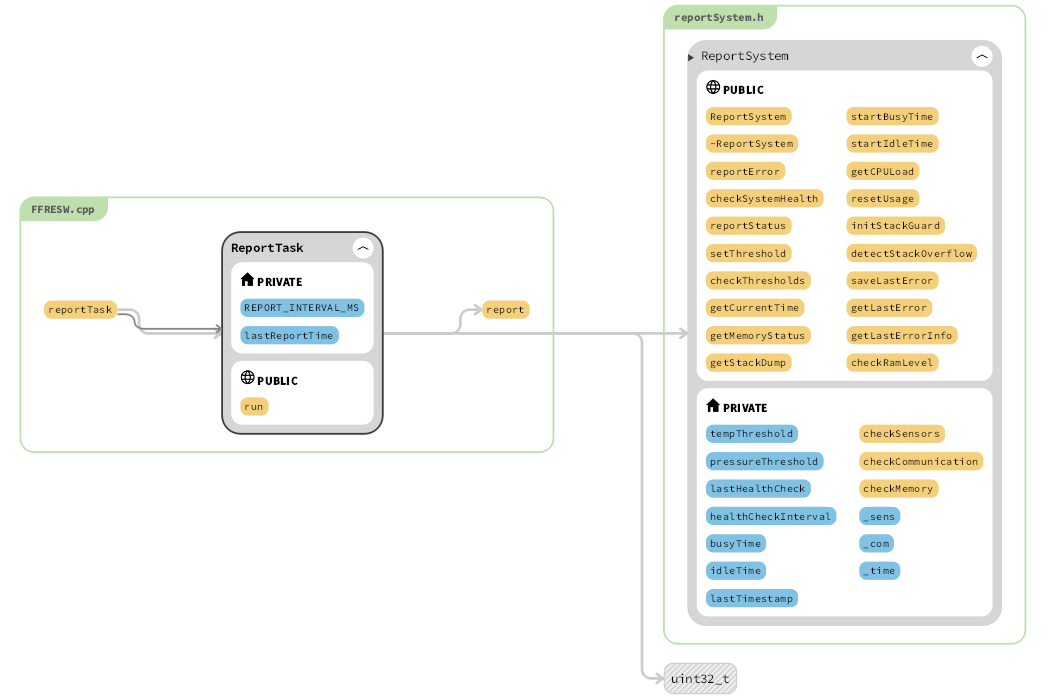 reportSystem.h
ReportSystem
PUBLIC
ReportSystem
startBusyTime
~ReportSystem
startIdleTime
reportError
getCPULoad
checkSystemHealth
resetUsage
reportStatus
initStackGuard
setThreshold
detectStackOverflow
checkThresholds
saveLastError
getCurrentTime
getLastError
getMemoryStatus
getLastErrorInfo
getStackDump
checkRamLevel
PRIVATE
tempThreshold
checkSensors
pressureThreshold
checkCommunication
lastHealthCheck
checkMemory
healthCheckInterval
_sens
busyTime
_com
idleTime
_time
lastTimestamp
FFRESW.cpp
reportTask
ReportTask
PRIVATE
REPORT_INTERVAL_MS
lastReportTime
PUBLIC
run
report
uint32_t